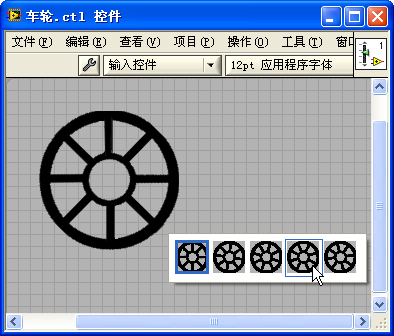 车轮.ctl 控件
文件(F) 编辑(E) 查看(V) 项目(P) 操作(O) 工具(T) 窗口
1
输入控件 12pt 应用程序字体